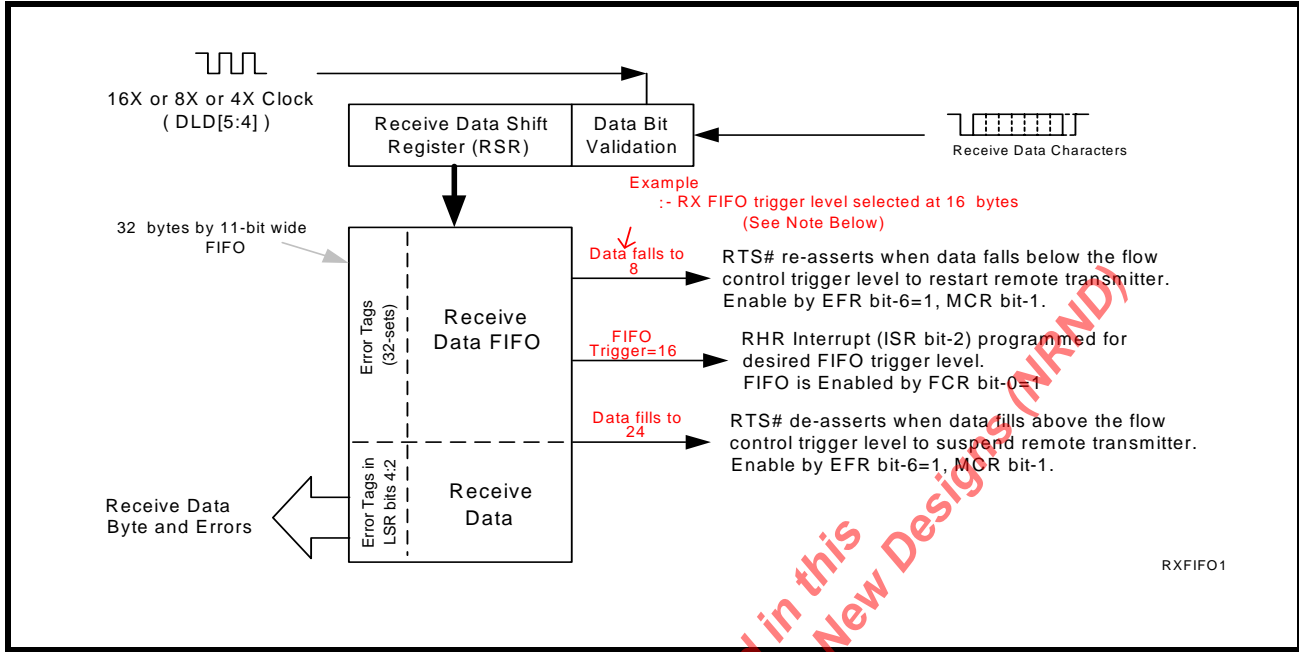 16X or 8X or 4X Clock
( DLD[5:4] )
Receive Data Shift
Register (RSR)
Data Bit
Validation
Receive Data Characters
Example
:- RX FIFO trigger level selected at 16 bytes
(See Note Below)
32 bytes by 11-bit wide
FIFO
Error Tags
(32-sets)
Receive
Data FIFO
Data falls to
8
RTS# re-asserts when data falls below the flow
control trigger level to restart remote transmitter.
Enable by EFR bit-6=1, MCR bit-1.
FIFO
Trigger=16
RHR Interrupt (ISR bit-2) programmed for
desired FIFO trigger level.
FIFO is Enabled by FCR bit-0=1
Data fills to
24
RTS# de-asserts when data fills above the flow
control trigger level to suspend remote transmitter.
Enable by EFR bit-6=1, MCR bit-1.
Error Tags in
LSR bits 4:2
Receive
Data
Receive Data
Byte and Errors
RXFIFO1
in this
New Designs (NRND)